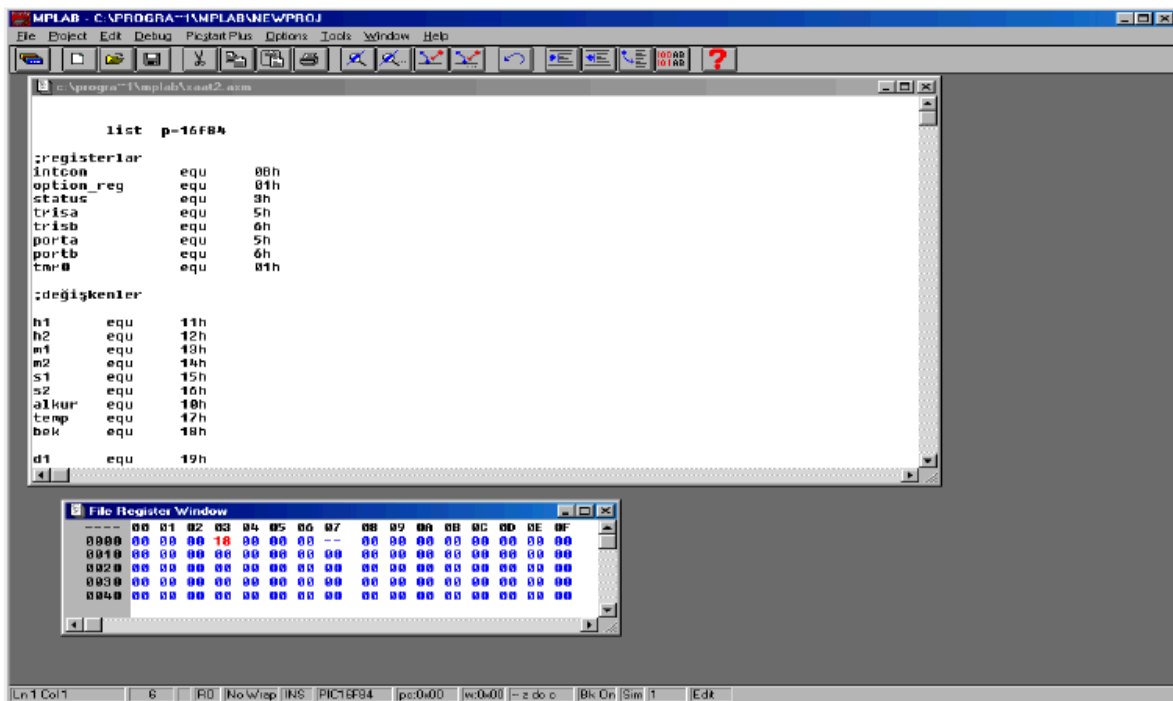 MPLAB - C:\PROGRA~1\MPLAB\NEWPROJ
File Project Edit Debug Picstart Plus Options Tools Window Help
c:\progra~1\mplab\xaat2.asm
list p=16F84
;registerlar
intcon equ 0Bh
option_reg equ 01h
status equ 3h
trisa equ 5h
trisb equ 6h
porta equ 5h
portb equ 6h
tmr0 equ 01h
;değişkenler
h1 equ 11h
h2 equ 12h
m1 equ 13h
m2 equ 14h
s1 equ 15h
s2 equ 16h
alkur equ 10h
temp equ 17h
bek equ 18h
d1 equ 19h
File Register Window
---- 00 01 02 03 04 05 06 07 08 09 0A 0B 0C 0D 0E 0F
0000 00 00 00 18 00 00 00 -- 00 00 00 00 00 00 00 00
0010 00 00 00 00 00 00 00 00 00 00 00 00 00 00 00 00
0020 00 00 00 00 00 00 00 00 00 00 00 00 00 00 00 00
0030 00 00 00 00 00 00 00 00 00 00 00 00 00 00 00 00
0040 00 00 00 00 00 00 00 00 00 00 00 00 00 00 00 00
Ln 1 Col 1 6 R0 No Wrap INS PIC16F84 pc:0x00 w:0x00 -- z dc c Bk On Sim 1 Edit